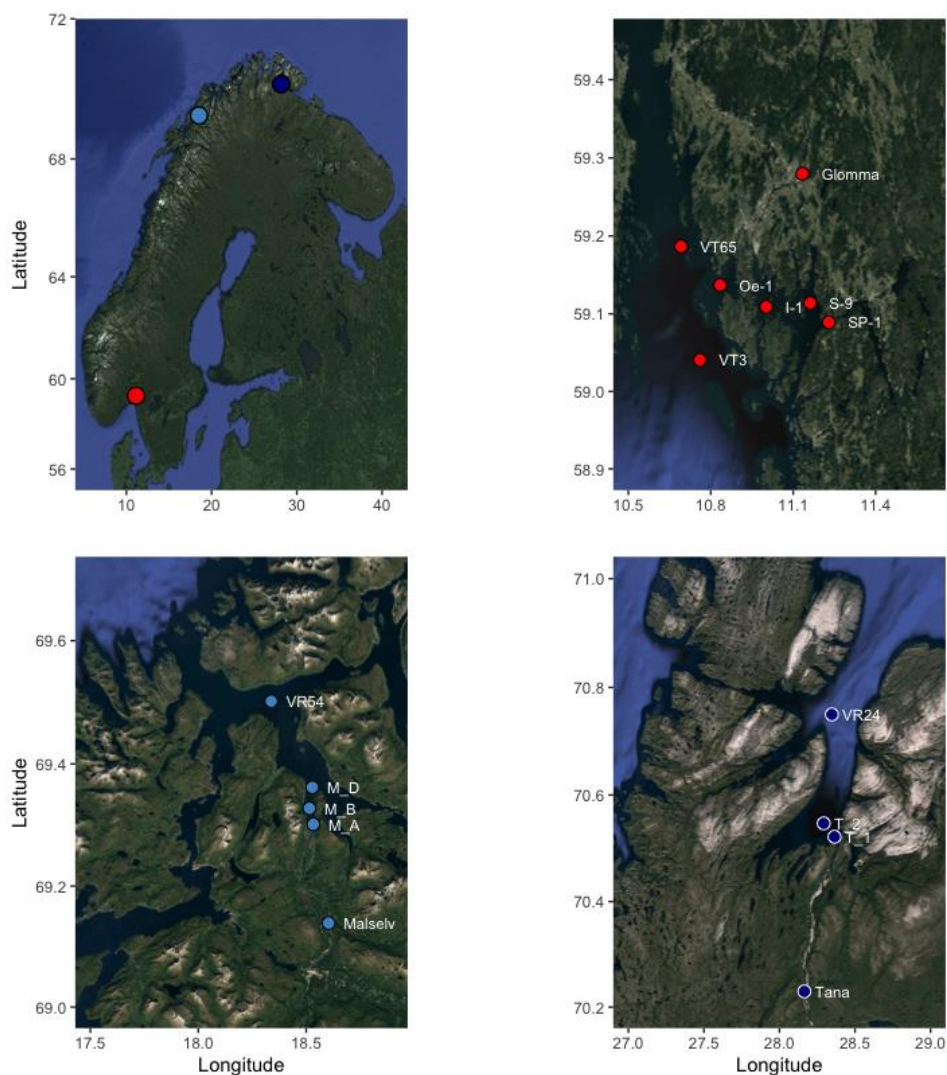 72
68
64
60
56
Latitude
10
20
30
40
59.4
59.3
59.2
59.1
59.0
58.9
Glomma
VT65
Oe-1
I-1
S-9
SP-1
VT3
10.5
10.8
11.1
11.4
69.6
69.4
69.2
69.0
Latitude
VR54
M_D
M_B
M_A
Malselv
17.5
18.0
18.5
Longitude
71.0
70.8
70.6
70.4
70.2
VR24
T_2
T_1
Tana
27.0
27.5
28.0
28.5
29.0
Longitude